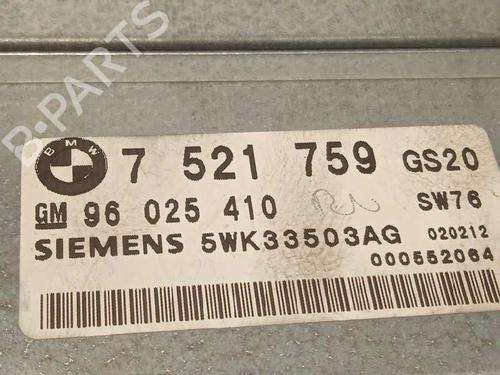 B-PARTS
BMW 7 521 759 GS20
GM 96 025 410 SW76
SIEMENS 5WK33503AG 020212
000552064